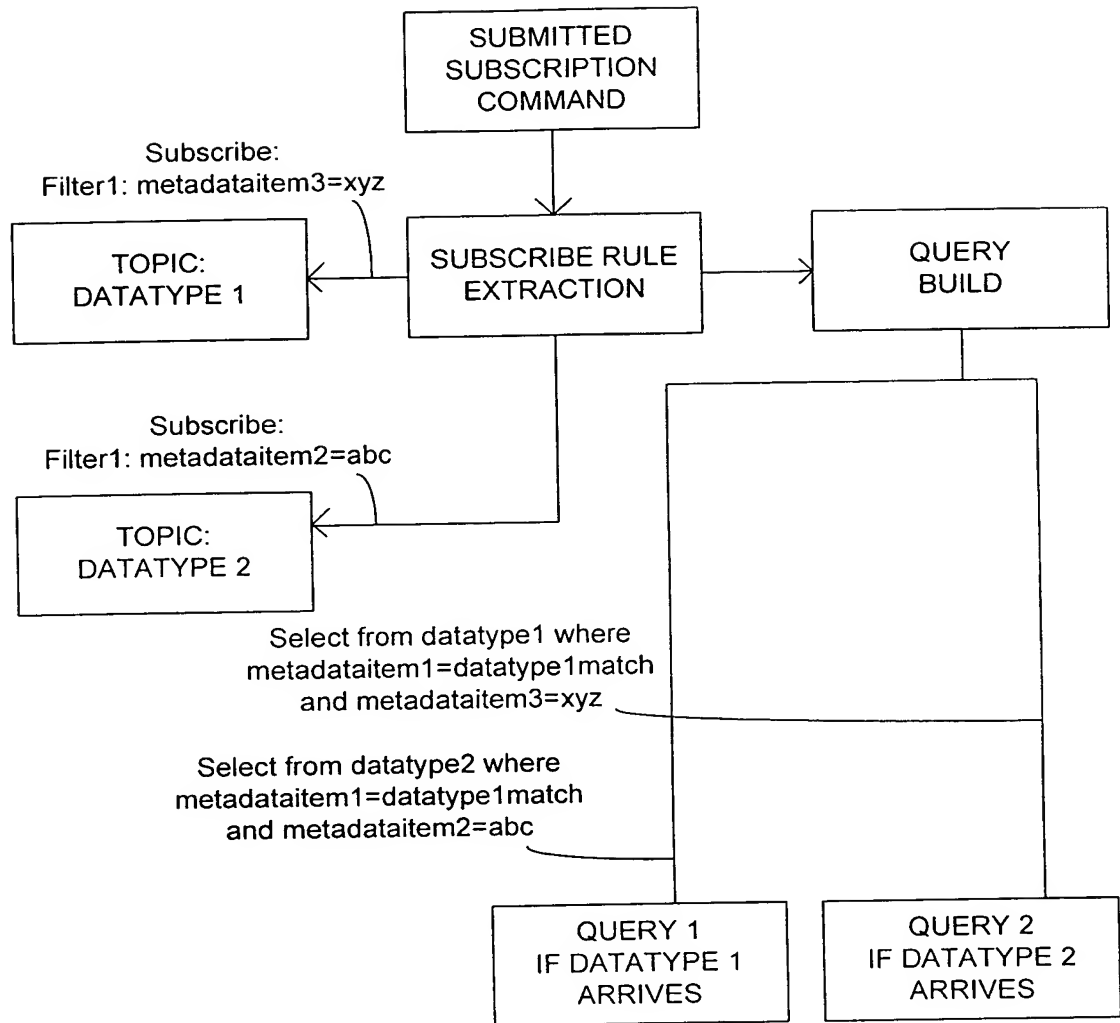 SUBMITTED
SUBSCRIPTION
COMMAND
Subscribe:
Filter1: metadataitem3=xyz
TOPIC:
DATATYPE 1
SUBSCRIBE RULE
EXTRACTION
QUERY
BUILD
Subscribe:
Filter1: metadataitem2=abc
TOPIC:
DATATYPE 2
Select from datatype1 where
metadataitem1=datatype1match
and metadataitem3=xyz
Select from datatype2 where
metadataitem1=datatype1match
and metadataitem2=abc
QUERY 1
IF DATATYPE 1
ARRIVES
QUERY 2
IF DATATYPE 2
ARRIVES